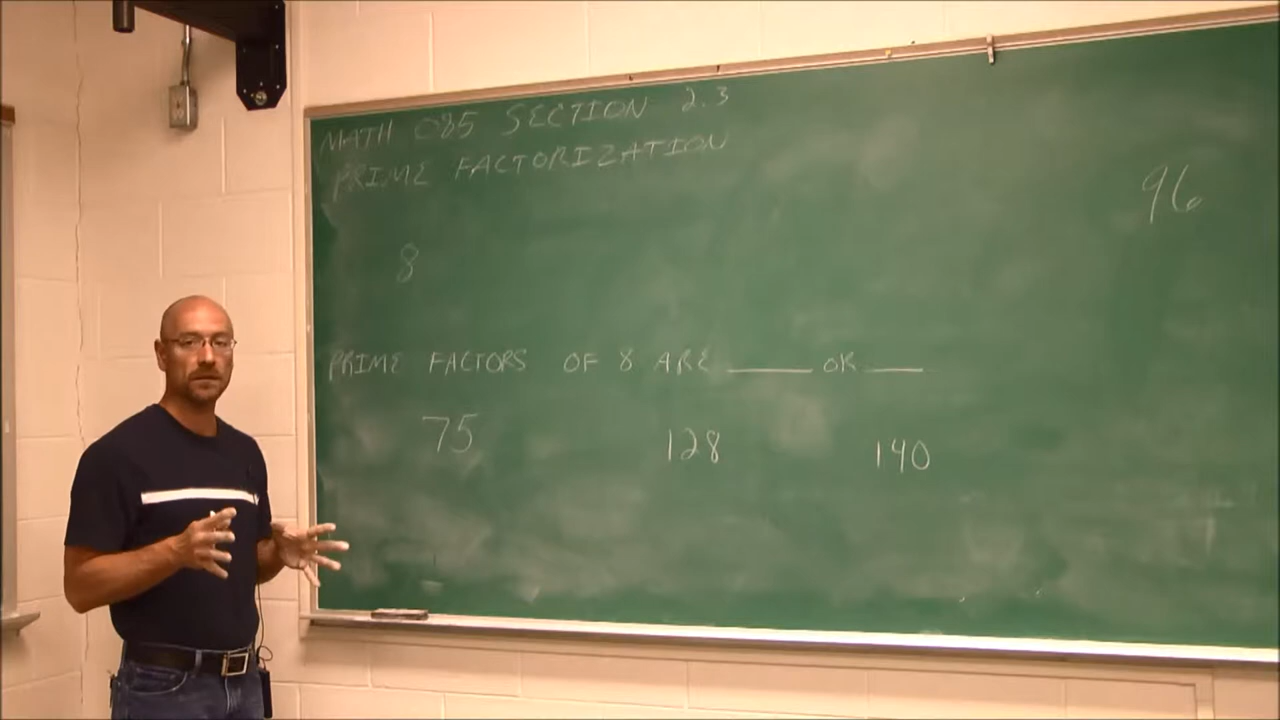 MATH 085 SECTION 2.3
PRIME FACTORIZATION
96
8
PRIME FACTORS OF 8 ARE ____ OR ____
75 128 140